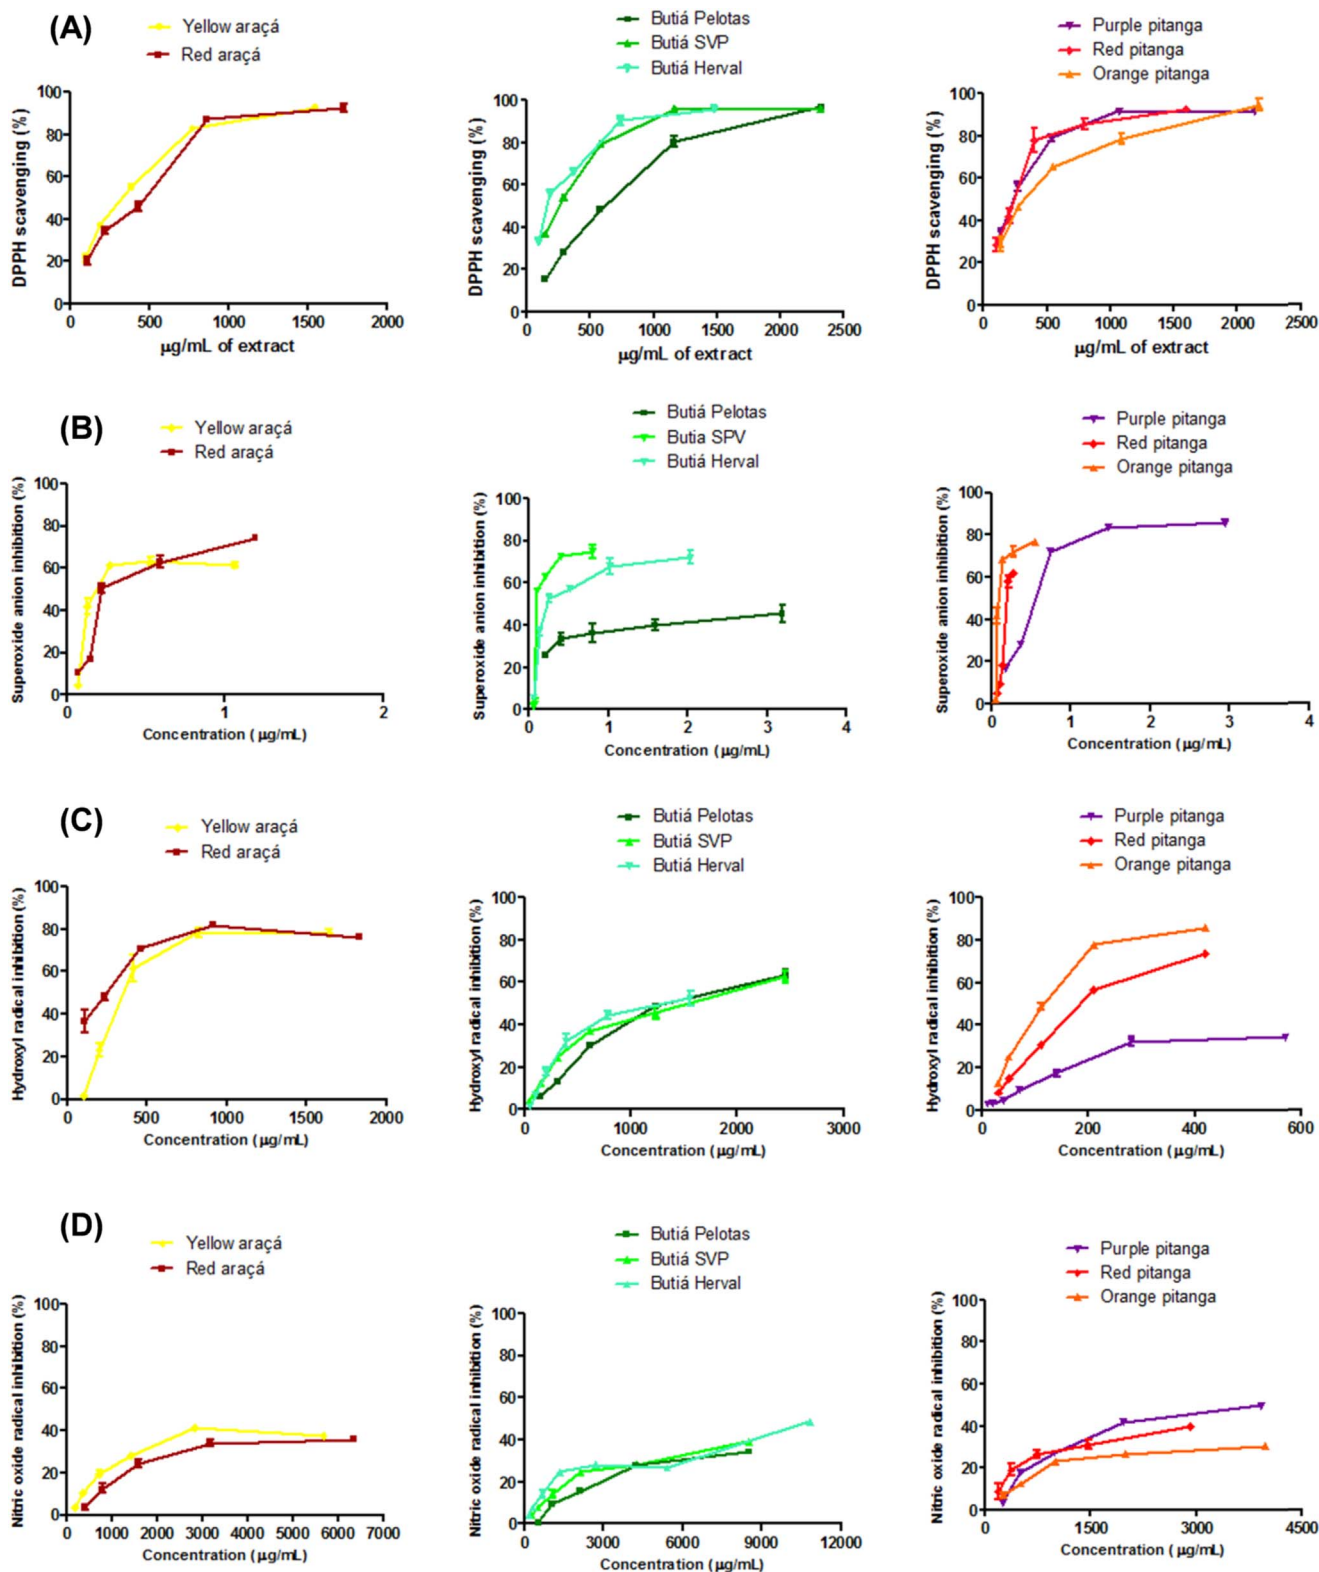 (A)
Yellow araçá
Red araçá
DPPH scavenging (%)
100
80
60
40
20
0
0 500 1000 1500 2000
µg/mL of extract
Butiá Pelotas
Butiá SVP
Butiá Herval
DPPH scavenging (%)
100
80
60
40
20
0
0 500 1000 1500 2000 2500
µg/mL of extract
Purple pitanga
Red pitanga
Orange pitanga
DPPH scavenging (%)
100
80
60
40
20
0
0 500 1000 1500 2000 2500
µg/mL of extract
(B)
Yellow araçá
Red araçá
Superoxide anion inhibition (%)
100
80
60
40
20
0
0 1 2
Concentration ( µg/mL)
Butiá Pelotas
Butia SPV
Butiá Herval
Superoxide anion inhibition (%)
100
80
60
40
20
0
0 1 2 3 4
Concentration ( µg/mL)
Purple pitanga
Red pitanga
Orange pitanga
Superoxide anion inhibition (%)
100
80
60
40
20
0
0 1 2 3 4
Concentration ( µg/mL)
(C)
Yellow araçá
Red araçá
Hydroxyl radical inhibition (%)
100
80
60
40
20
0
0 500 1000 1500 2000
Concentration ( µg/mL)
Butiá Pelotas
Butiá SVP
Butiá Herval
Hydroxyl radical inhibition (%)
100
80
60
40
20
0
0 1000 2000 3000
Concentration ( µg/mL)
Purple pitanga
Red pitanga
Orange pitanga
Hydroxyl radical inhibition (%)
100
80
60
40
20
0
0 200 400 600
Concentration ( µg/mL)
(D)
Yellow araçá
Red araçá
Nitric oxide radical inhibition (%)
100
80
60
40
20
0
0 1000 2000 3000 4000 5000 6000 7000
Concentration ( µg/mL)
Butiá Pelotas
Butiá SVP
Butiá Herval
Nitric oxide radical inhibition (%)
100
80
60
40
20
0
0 3000 6000 9000 12000
Concentration ( µg/mL)
Purple pitanga
Red pitanga
Orange pitanga
Nitric oxide radical inhibition (%)
100
80
60
40
20
0
0 1500 3000 4500
Concentration ( µg/mL)